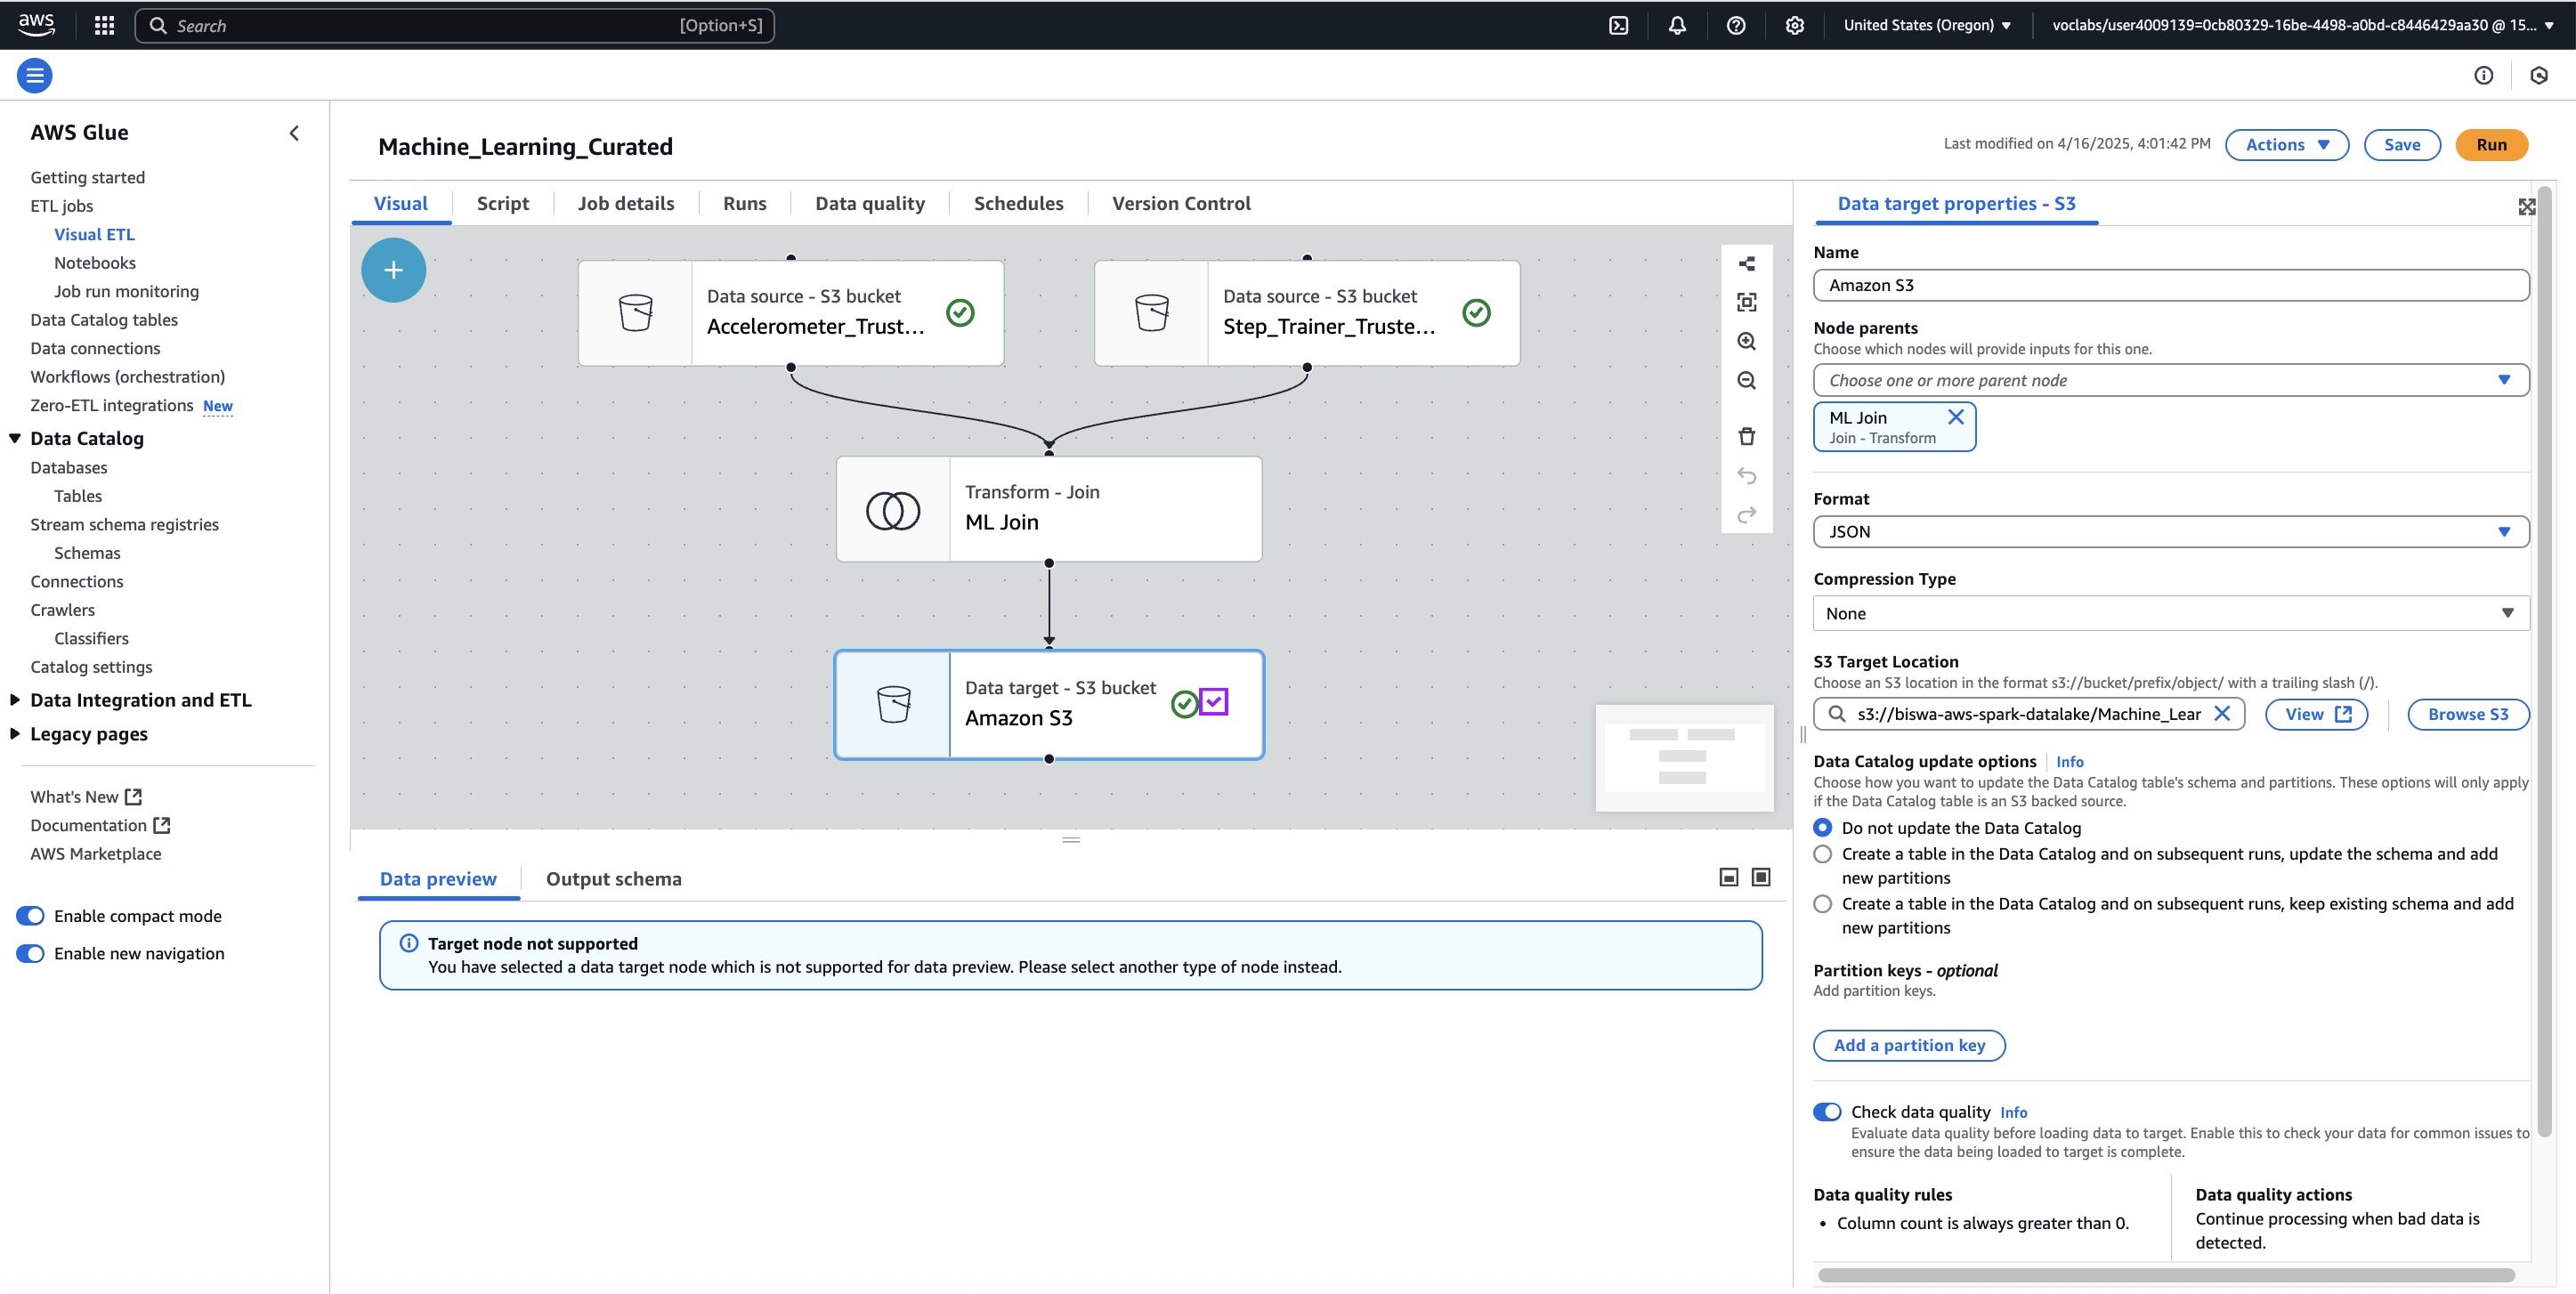 aws
Search
[Option+S]
United States (Oregon)
voclabs/user4009139=0cb80329-16be-4498-a0bd-c8446429aa30 @ 15...
AWS Glue
Getting started
ETL jobs
Visual ETL
Notebooks
Job run monitoring
Data Catalog tables
Data connections
Workflows (orchestration)
Zero-ETL integrations New
Data Catalog
Databases
Tables
Stream schema registries
Schemas
Connections
Crawlers
Classifiers
Catalog settings
Data Integration and ETL
Legacy pages
What's New
Documentation
AWS Marketplace
Enable compact mode
Enable new navigation
Machine_Learning_Curated
Last modified on 4/16/2025, 4:01:42 PM
Actions
Save
Run
Visual
Script
Job details
Runs
Data quality
Schedules
Version Control
Data source - S3 bucket
Accelerometer_Trust...
Data source - S3 bucket
Step_Trainer_Truste...
Transform - Join
ML Join
Data target - S3 bucket
Amazon S3
Data preview
Output schema
Target node not supported
You have selected a data target node which is not supported for data preview. Please select another type of node instead.
Data target properties - S3
Name
Amazon S3
Node parents
Choose which nodes will provide inputs for this one.
Choose one or more parent node
ML Join
Join - Transform
Format
JSON
Compression Type
None
S3 Target Location
Choose an S3 location in the format s3://bucket/prefix/object/ with a trailing slash (/).
s3://biswa-aws-spark-datalake/Machine_Lear
View
Browse S3
Data Catalog update options
Info
Choose how you want to update the Data Catalog table's schema and partitions. These options will only apply
if the Data Catalog table is an S3 backed source.
Do not update the Data Catalog
Create a table in the Data Catalog and on subsequent runs, update the schema and add
new partitions
Create a table in the Data Catalog and on subsequent runs, keep existing schema and add
new partitions
Partition keys - optional
Add partition keys.
Add a partition key
Check data quality Info
Evaluate data quality before loading data to target. Enable this to check your data for common issues to
ensure the data being loaded to target is complete.
Data quality rules
• Column count is always greater than 0.
Data quality actions
Continue processing when bad data is
detected.